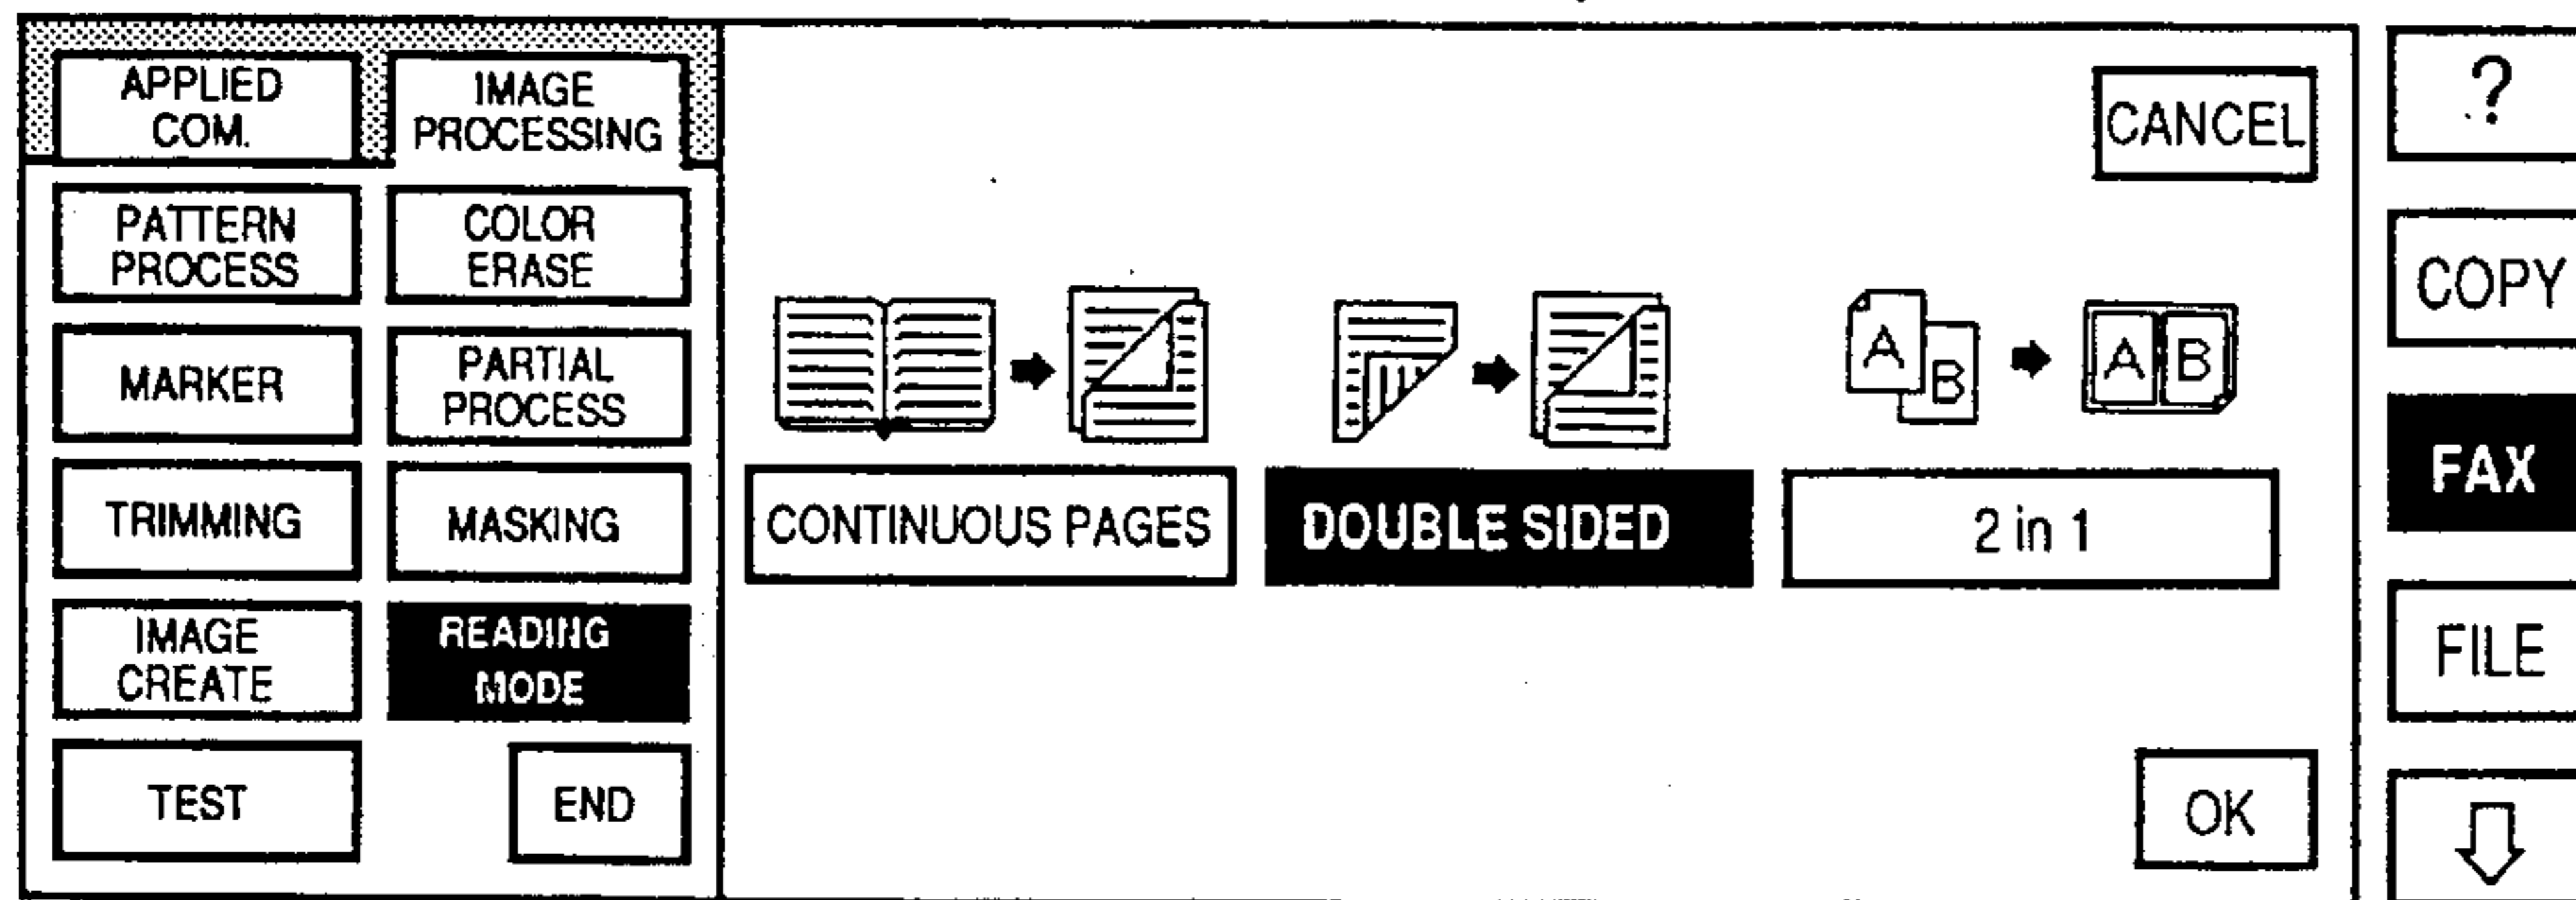 APPLIED
COM.
IMAGE
PROCESSING
PATTERN
PROCESS
COLOR
ERASE
MARKER
PARTIAL
PROCESS
TRIMMING
MASKING
IMAGE
CREATE
READING
MODE
TEST
END
CANCEL
A
B
A B
CONTINUOUS PAGES
DOUBLE SIDED
2 in 1
OK
?
COPY
FAX
FILE